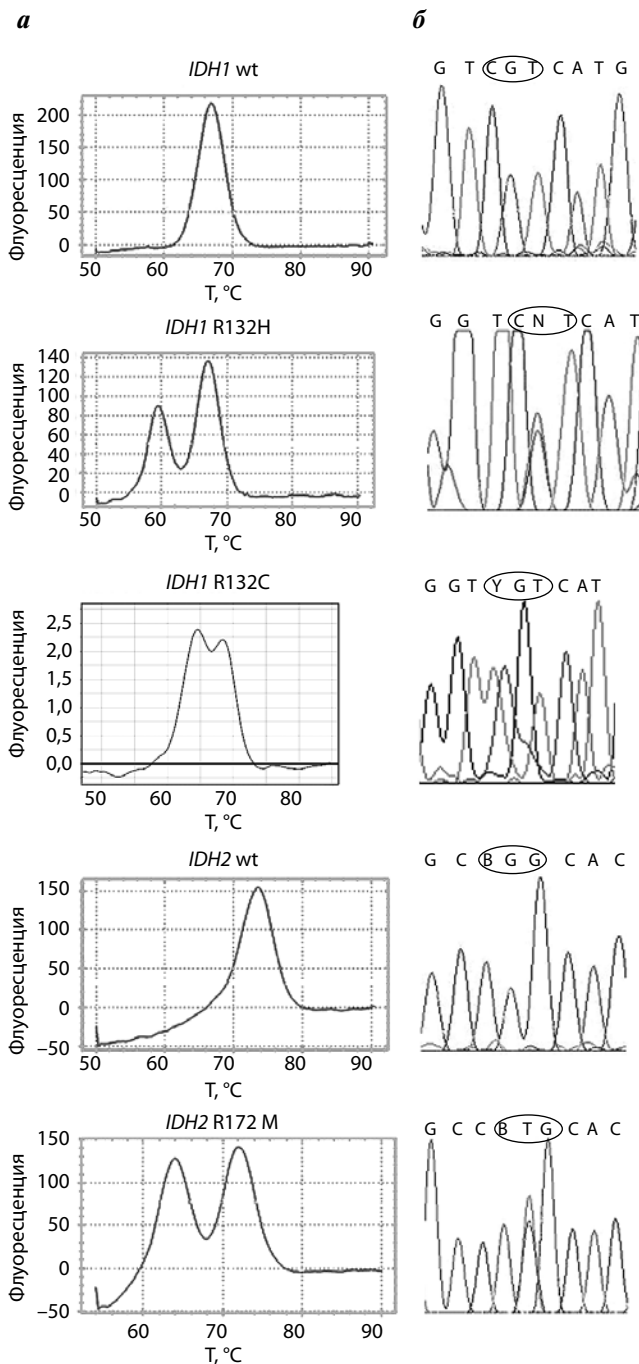 а
б
IDH1 wt
G T C G T C A T G
200
150
100
50
0
Флуоресценция
50 60 70 80 90
T, °C
IDH1 R132H
G G T C N T C A T
140
120
100
80
60
40
20
0
Флуоресценция
50 60 70 80 90
T, °C
IDH1 R132C
G G T Y G T C A T
2,5
2,0
1,5
1,0
0,5
0,0
Флуоресценция
50 60 70 80
T, °C
IDH2 wt
G C B G G C A C
150
100
50
0
–50
Флуоресценция
50 60 70 80 90
T, °C
IDH2 R172 M
G C C B T G C A C
150
100
50
0
–50
Флуоресценция
60 70 80 90
T, °C